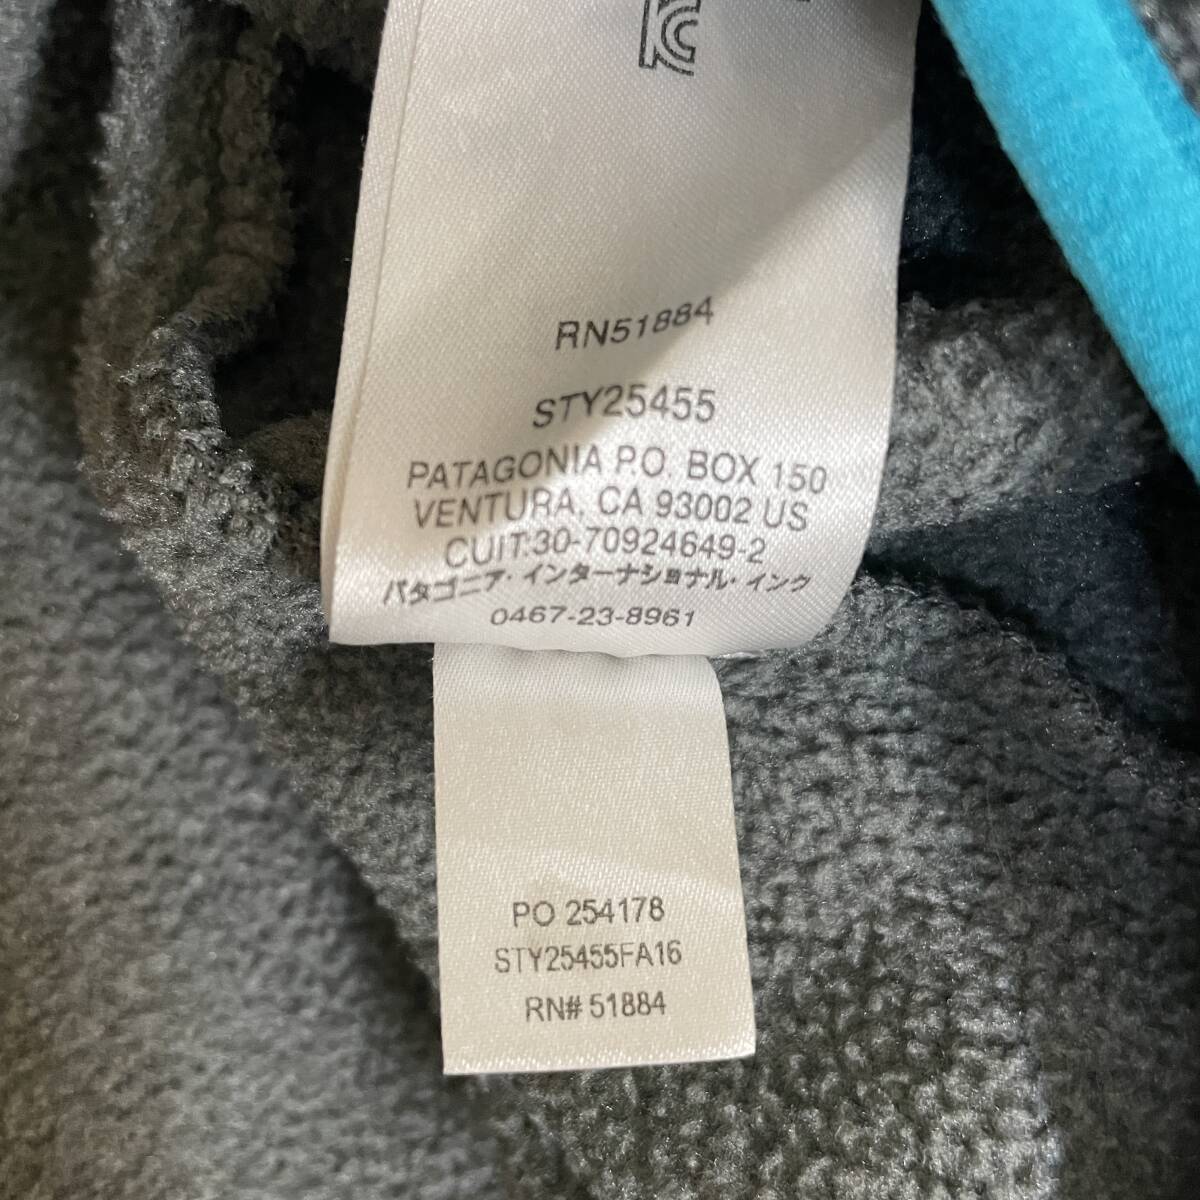 RN51884
STY25455
PATAGONIA P.O. BOX 150
VENTURA, CA 93002 US
CUIT:30-70924649-2
パタゴニア・インターナショナル・インク
0467-23-8961
PO 254178
STY25455FA16
RN# 51884